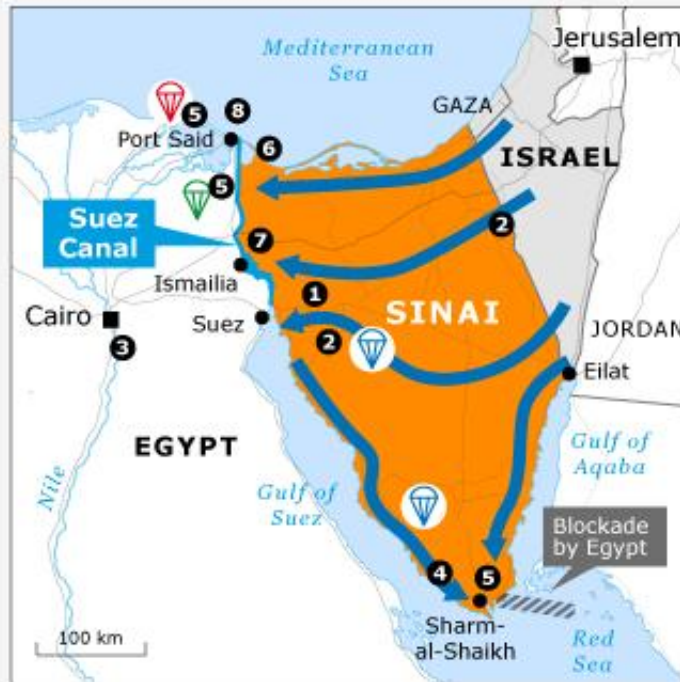 Mediterranean
Sea
Jerusalem
GAZA
5
8
Port Said
6
ISRAEL
5
Suez
Canal
2
7
Ismailia
1
SINAI
Cairo
Suez
2
JORDAN
3
Eilat
EGYPT
Gulf of
Aqaba
Nile
Gulf of
Suez
Blockade
by Egypt
4
5
100 km
Sharm-
al-Shaikh
Red
Sea